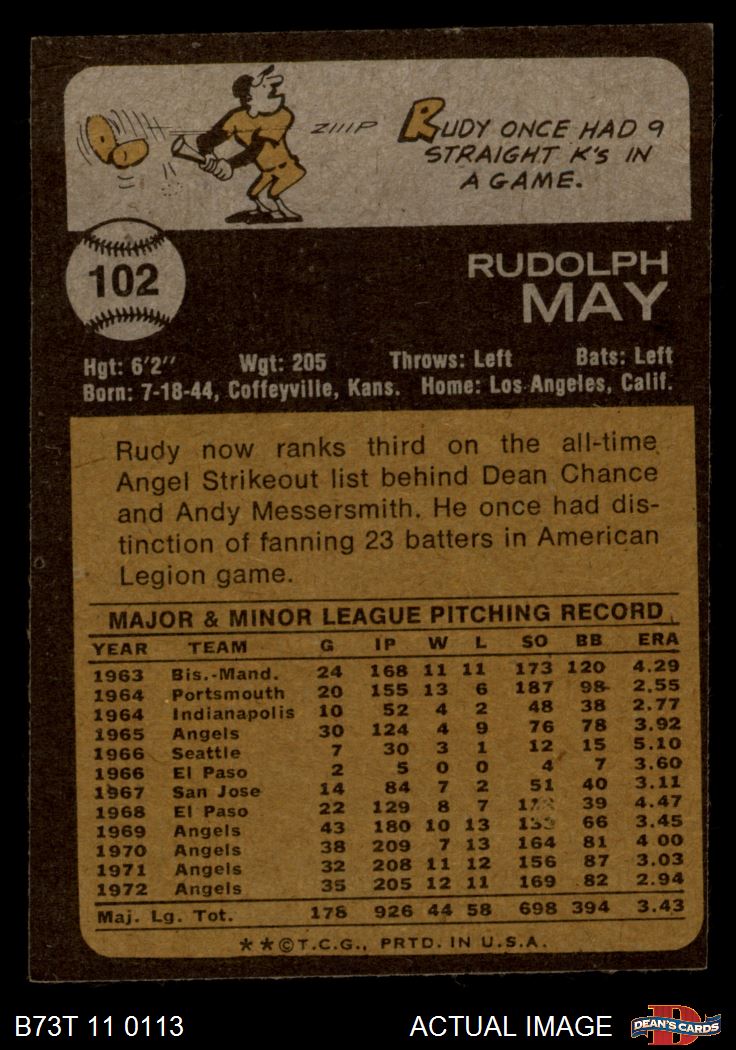 ZIIIP
RUDY ONCE HAD 9
STRAIGHT K'S IN
A GAME.
102
RUDOLPH
MAY
Hgt: 6'2" Wgt: 205 Throws: Left Bats: Left
Born: 7-18-44, Coffeyville, Kans. Home: Los Angeles, Calif.
Rudy now ranks third on the all-time
Angel Strikeout list behind Dean Chance
and Andy Messersmith. He once had dis-
tinction of fanning 23 batters in American
Legion game.
MAJOR & MINOR LEAGUE PITCHING RECORD
YEAR TEAM G IP W L SO BB ERA
1963 Bis.-Mand. 24 168 11 11 173 120 4.29
1964 Portsmouth 20 155 13 6 187 98 2.55
1964 Indianapolis 10 52 4 2 48 38 2.77
1965 Angels 30 124 4 9 76 78 3.92
1966 Seattle 7 30 3 1 12 15 5.10
1966 El Paso 2 5 0 0 4 7 3.60
1967 San Jose 14 84 7 2 51 40 3.11
1968 El Paso 22 129 8 7 39 4.47
1969 Angels 43 180 10 13 66 3.45
1970 Angels 38 209 7 13 164 81 4 00
1971 Angels 32 208 11 12 156 87 3.03
1972 Angels 35 205 12 11 169 82 2.94
Maj. Lg. Tot. 178 926 44 58 698 394 3.43
**©T.C.G., PRTD. IN U.S.A.
B73T 11 0113 ACTUAL IMAGE DEAN'S CARDS